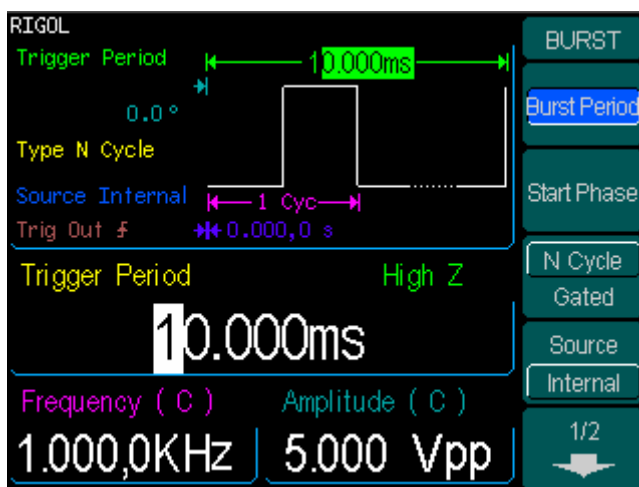 RIGOL
Trigger Period
10.000ms
0.0°
Type N Cycle
Source Internal
1 Cyc
Trig Out
0.000,0 s
Trigger Period
High Z
10.000ms
Frequency ( C )
Amplitude ( C )
1.000,0KHz
5.000 Vpp
BURST
Burst Period
Start Phase
N Cycle
Gated
Source
Internal
1/2